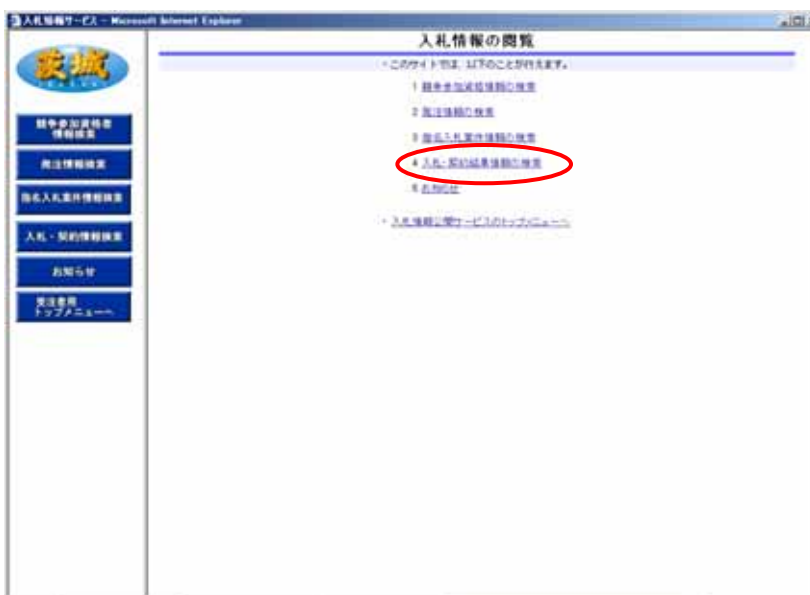 入札情報サービス - Microsoft Internet Explorer
入札情報の閲覧
・このサイトでは、以下のことが行えます。
1 競争参加資格情報の検索
2 発注情報の検索
3 指名入札案件情報の検索
4 入札・契約結果情報の検索
5 お知らせ
・入札情報公開サービスのトップメニューへ
茨城
競争参加資格者
情報検索
発注情報検索
指名入札案件情報検索
入札・契約情報検索
お知らせ
受注者用
トップメニューへ